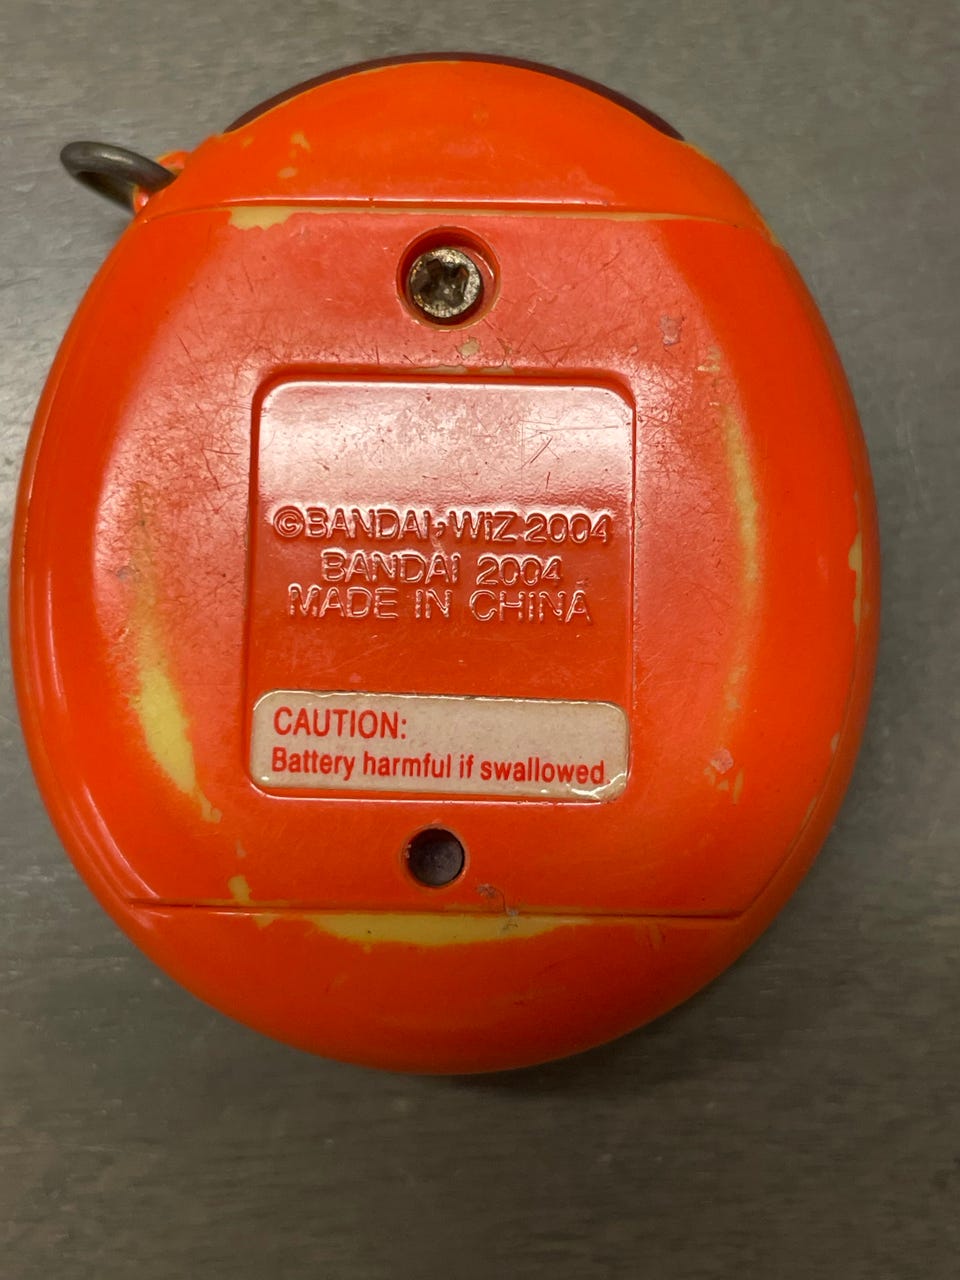 ©BANDAI•WiZ 2004
BANDAI 2004
MADE IN CHINA
CAUTION:
Battery harmful if swallowed